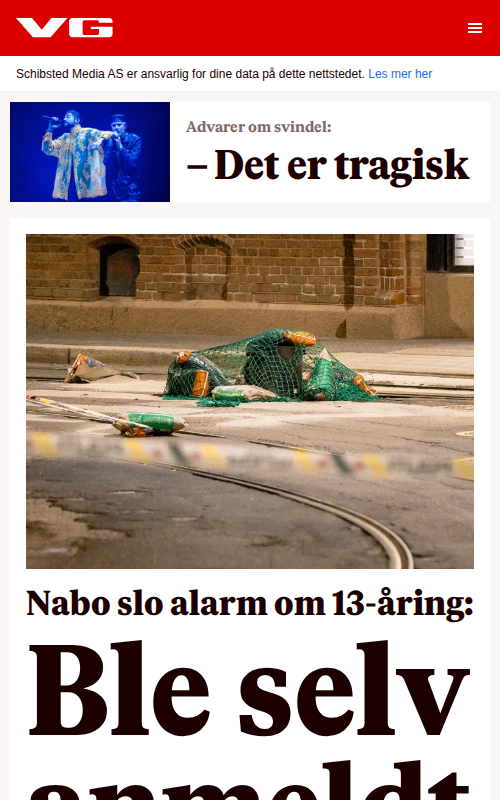 VG
Schibsted Media AS er ansvarlig for dine data på dette nettstedet. Les mer her
Advarer om svindel:
– Det er tragisk
Nabo slo alarm om 13-åring:
Ble selv
anmeldt